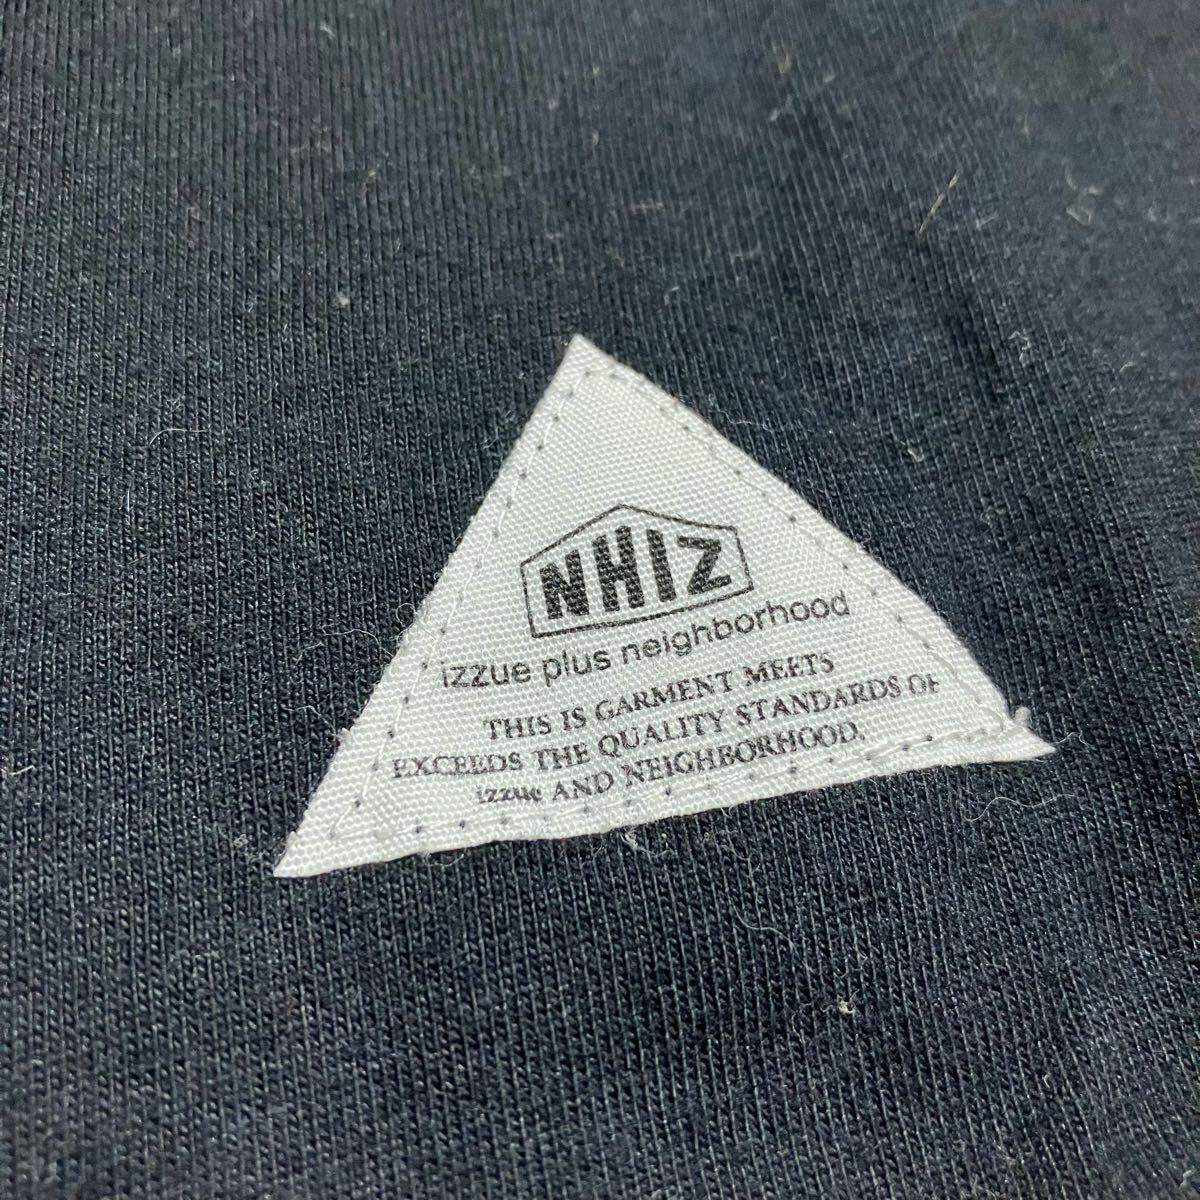 NHIZ
izzue plus neighborhood
THIS IS GARMENT MEETS
EXCEEDS THE QUALITY STANDARDS OF
izzue AND NEIGHBORHOOD.